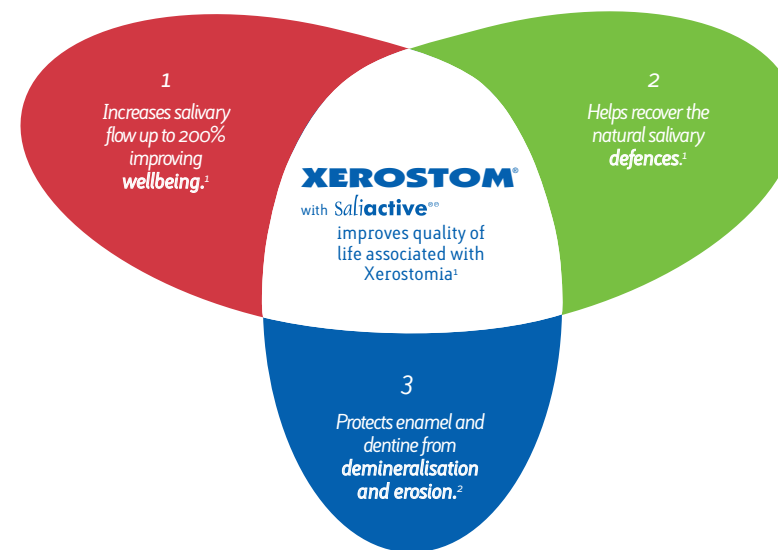 1
Increases salivary
flow up to 200%
improving
wellbeing.¹
2
Helps recover the
natural salivary
defences.¹
XEROSTOM®
with Saliactive®®
improves quality of
life associated with
Xerostomia¹
3
Protects enamel and
dentine from
demineralisation
and erosion.²